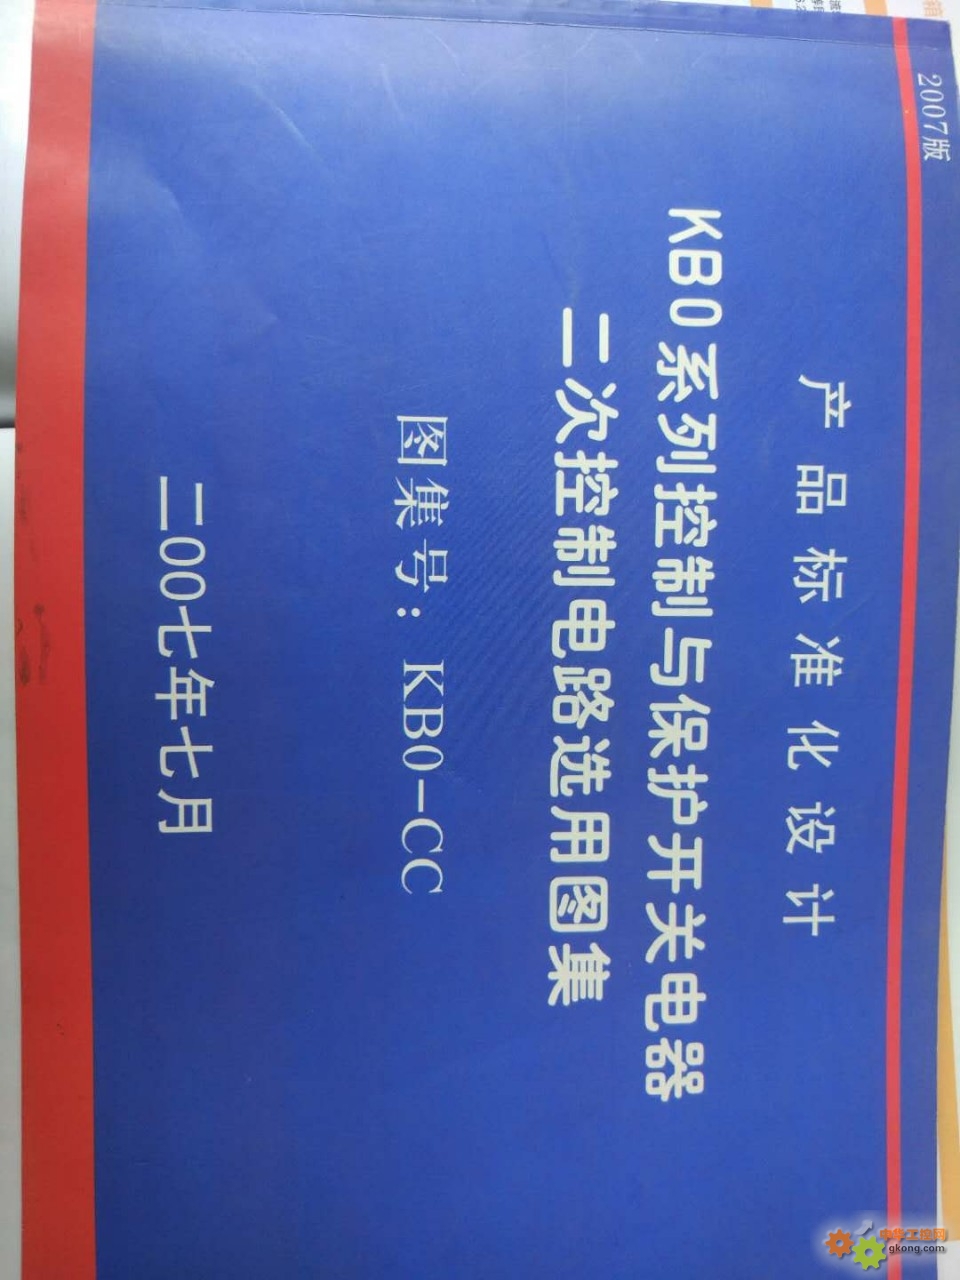 2007版
产品标准化设计
KB0系列控制与保护开关电器
二次控制电路选用图集
图集号：KB0-CC
二00七年七月
中华工控网
gkong.com